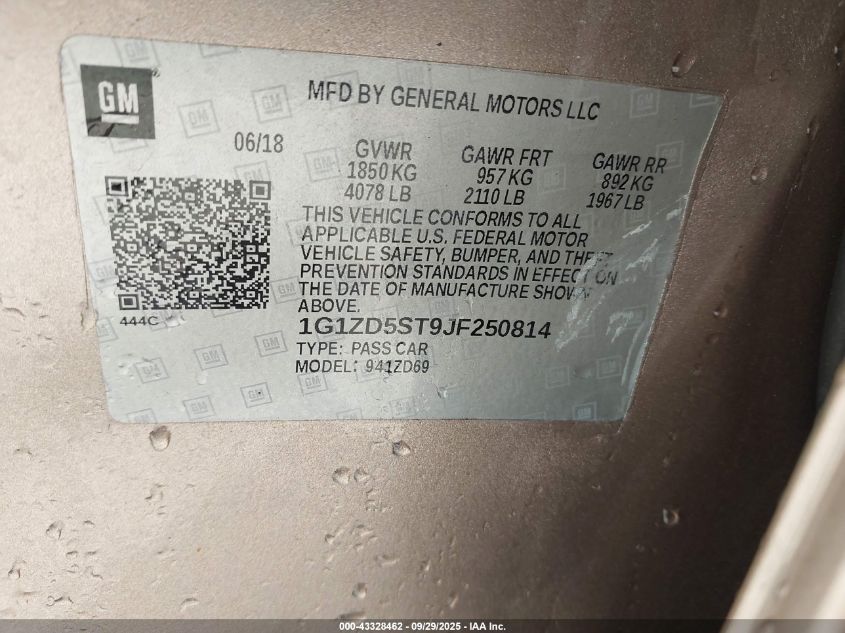 GM
MFD BY GENERAL MOTORS LLC
06/18
GVWR
1850 KG
4078 LB
GAWR FRT
957 KG
2110 LB
GAWR RR
892 KG
1967 LB
THIS VEHICLE CONFORMS TO ALL
APPLICABLE U.S. FEDERAL MOTOR
VEHICLE SAFETY, BUMPER, AND THEFT
PREVENTION STANDARDS IN EFFECT ON
THE DATE OF MANUFACTURE SHOWN
ABOVE.
444C
1G1ZD5ST9JF250814
TYPE: PASS CAR
MODEL: 941ZD69
000-43328462 - 09/29/2025 - IAA Inc.